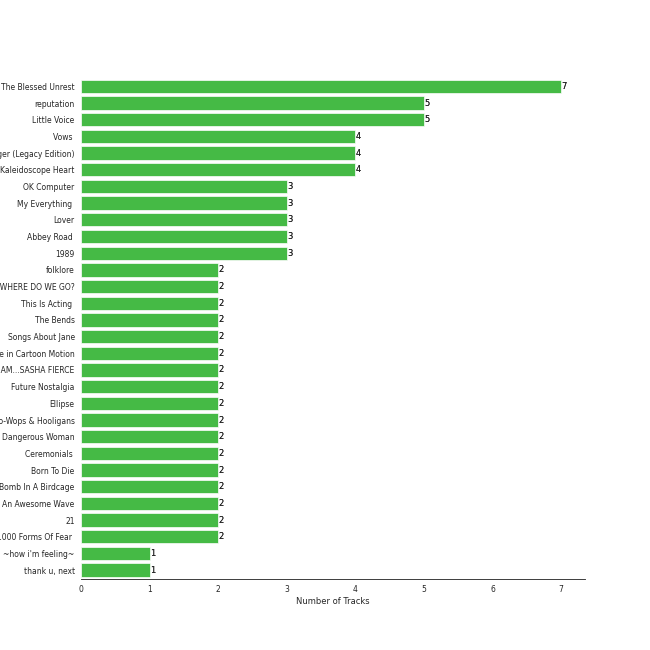 The Blessed Unrest 7
reputation 5
Little Voice 5
Vows 4
ger (Legacy Edition) 4
Kaleidoscope Heart 4
OK Computer 3
My Everything 3
Lover 3
Abbey Road 3
1989 3
folklore 2
WHERE DO WE GO? 2
This Is Acting 2
The Bends 2
Songs About Jane 2
e in Cartoon Motion 2
AM...SASHA FIERCE 2
Future Nostalgia 2
Ellipse 2
o-Wops & Hooligans 2
Dangerous Woman 2
Ceremonials 2
Born To Die 2
Bomb In A Birdcage 2
An Awesome Wave 2
21 2
.000 Forms Of Fear 2
~how i'm feeling~ 1
thank u, next 1
0 1 2 3 4 5 6 7
Number of Tracks